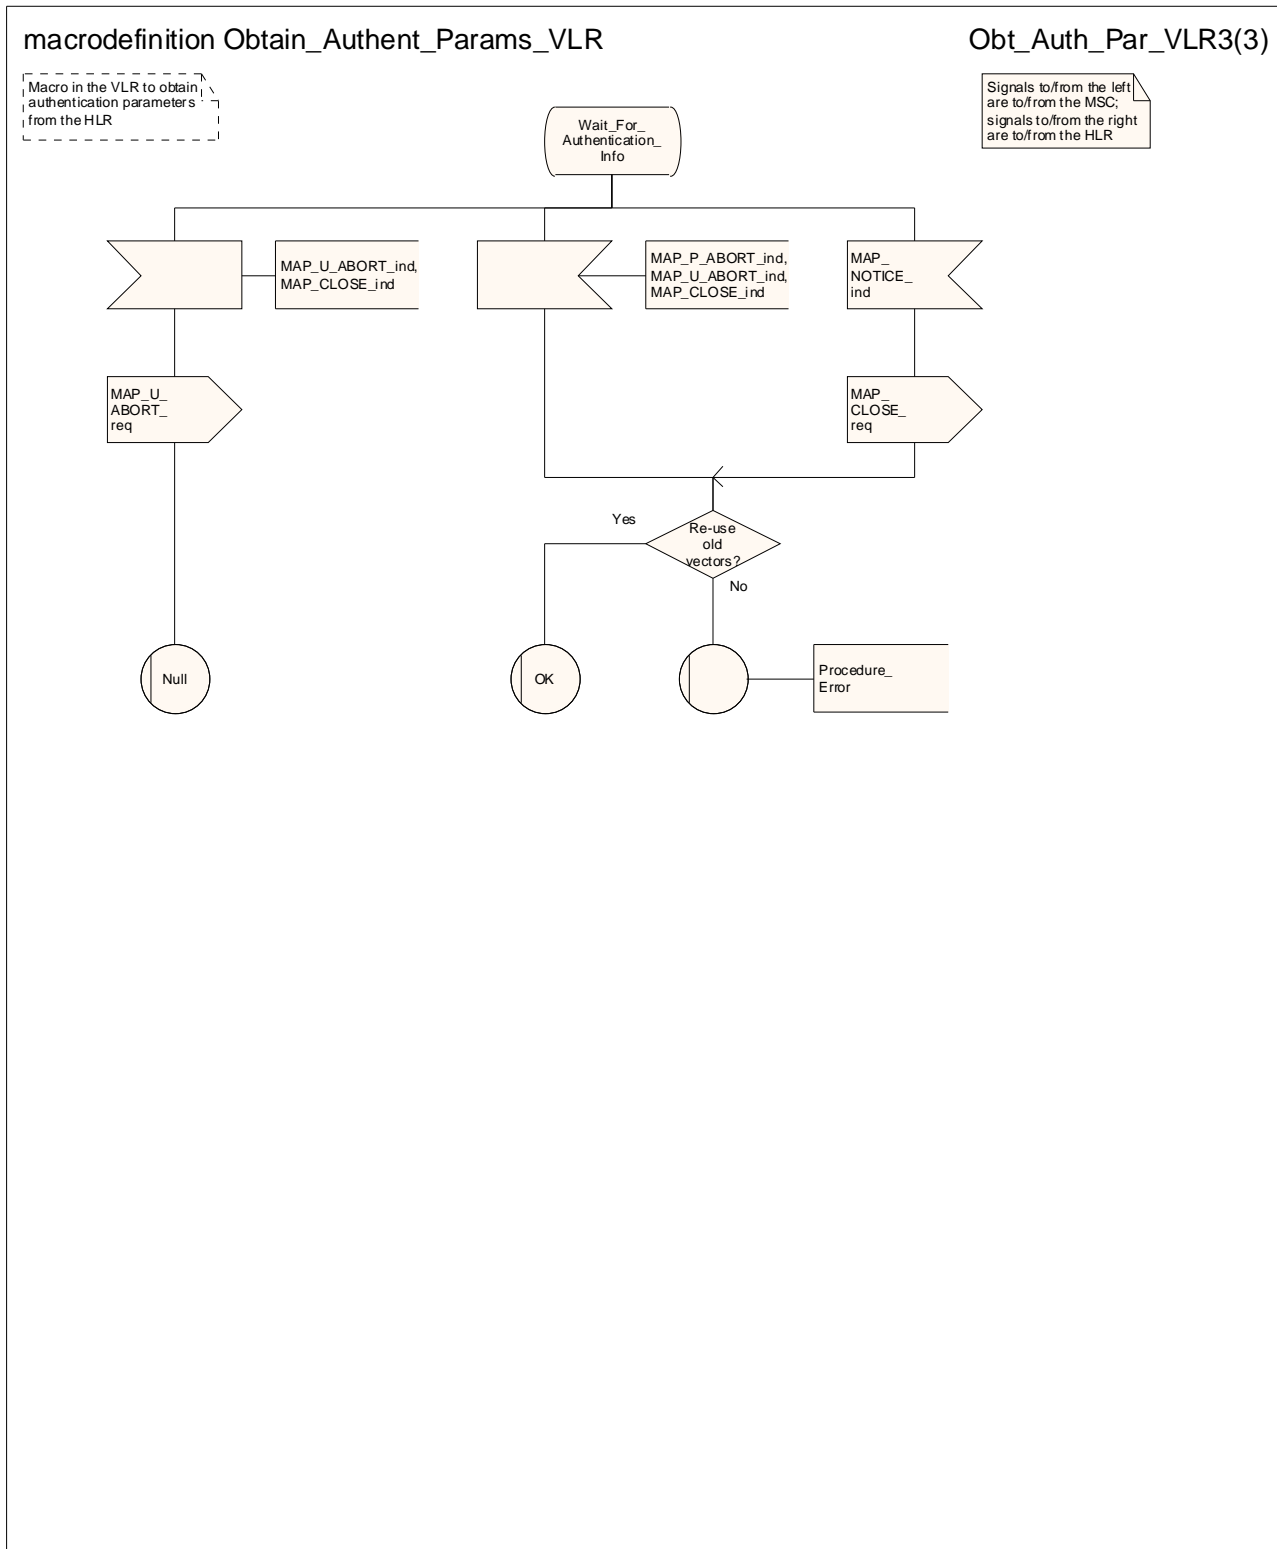 macrodefinition Obtain_Authent_Params_VLR
Obt_Auth_Par_VLR3(3)
Macro in the VLR to obtain
authentication parameters
from the HLR
Signals to/from the left
are to/from the MSC;
signals to/from the right
are to/from the HLR
Wait_For_
Authentication_
Info
MAP_U_ABORT_ind,
MAP_CLOSE_ind
MAP_P_ABORT_ind,
MAP_U_ABORT_ind,
MAP_CLOSE_ind
MAP_
NOTICE_
ind
MAP_U_
ABORT_
req
MAP_
CLOSE_
req
Yes
Re-use
old
vectors?
No
Null
OK
Procedure_
Error